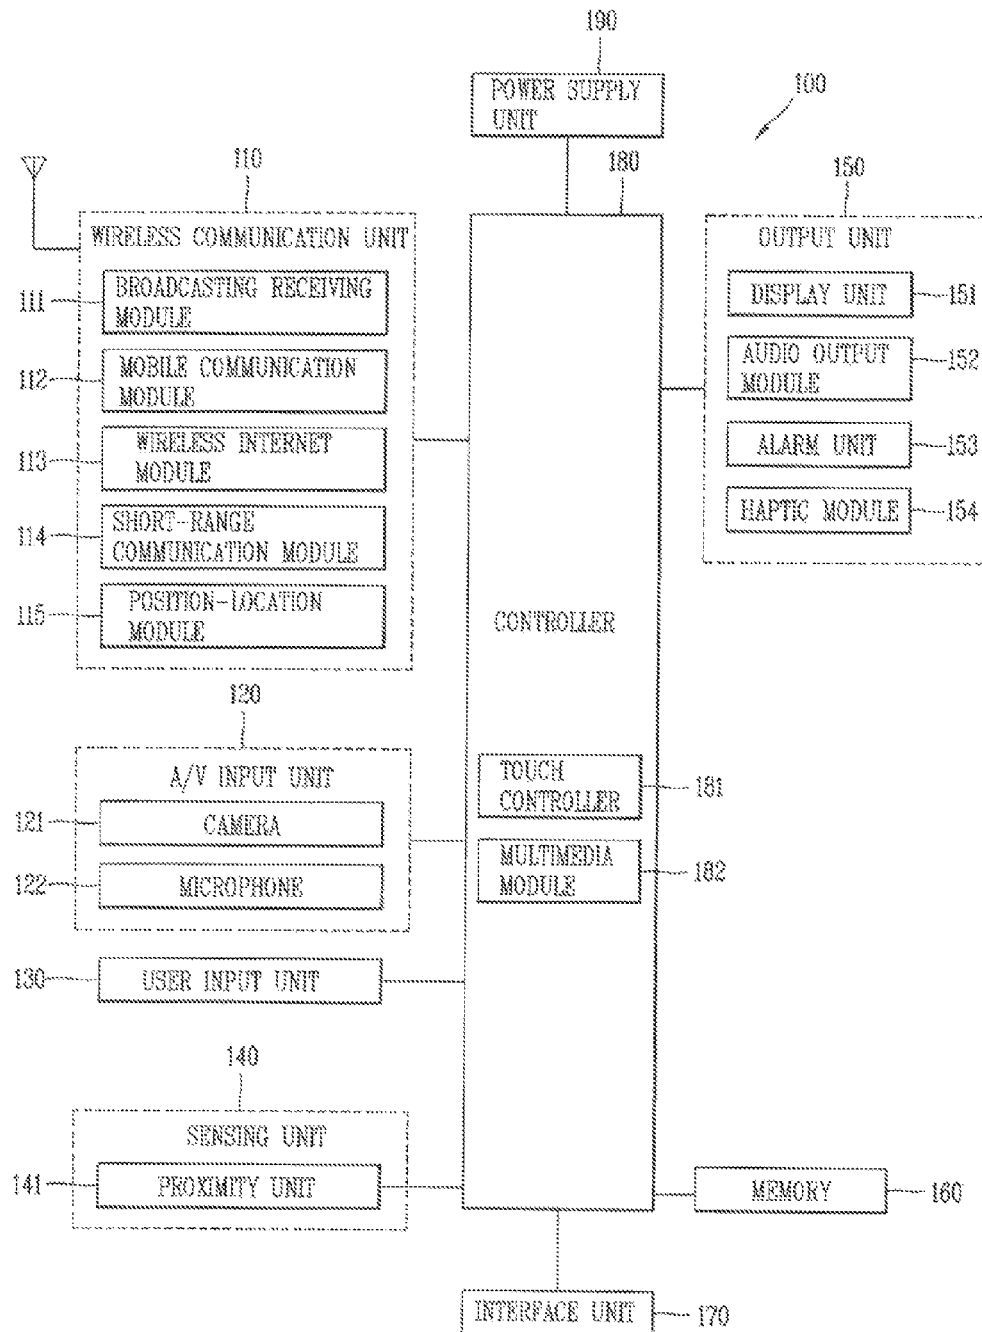 190
POWER SUPPLY
UNIT
100
110
180
150
WIRELESS COMMUNICATION UNIT
111
BROADCASTING RECEIVING
MODULE
112
MOBILE COMMUNICATION
MODULE
113
WIRELESS INTERNET
MODULE
114
SHORT-RANGE
COMMUNICATION MODULE
115
POSITION-LOCATION
MODULE
OUTPUT UNIT
DISPLAY UNIT
151
AUDIO OUTPUT
MODULE
152
ALARM UNIT
153
HAPTIC MODULE
154
CONTROLLER
120
A/V INPUT UNIT
121
CAMERA
122
MICROPHONE
TOUCH
CONTROLLER
181
MULTIMEDIA
MODULE
182
130
USER INPUT UNIT
140
SENSING UNIT
141
PROXIMITY UNIT
MEMORY
160
INTERFACE UNIT
170